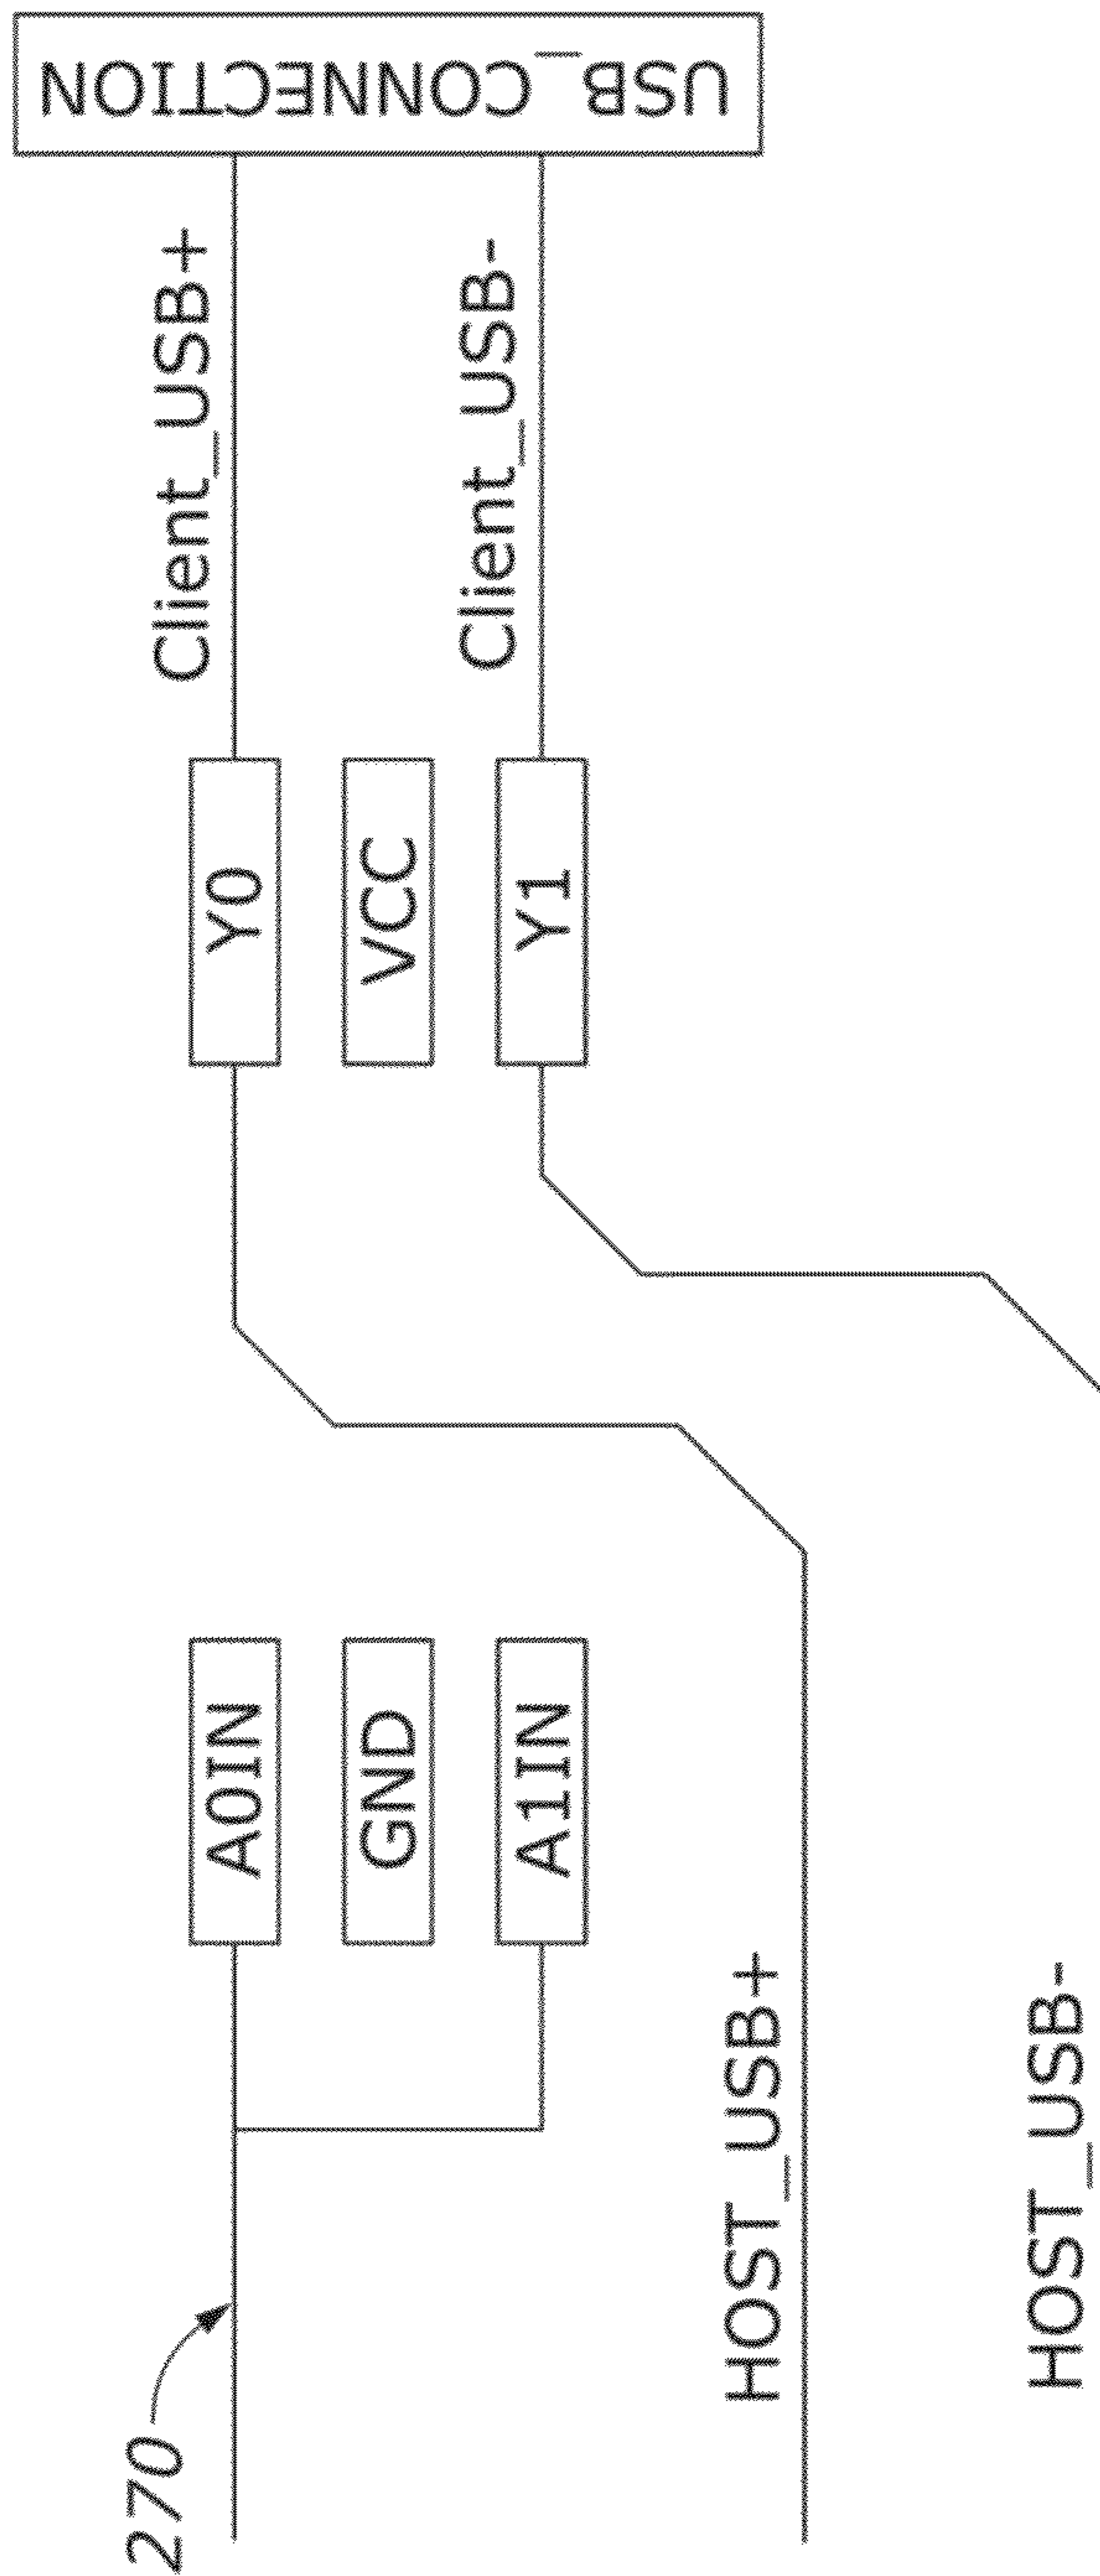 270
A0IN
GND
A1IN
HOST_USB+
HOST_USB-
Y0
VCC
Y1
Client_USB+
Client_USB-
USB_CONNECTION